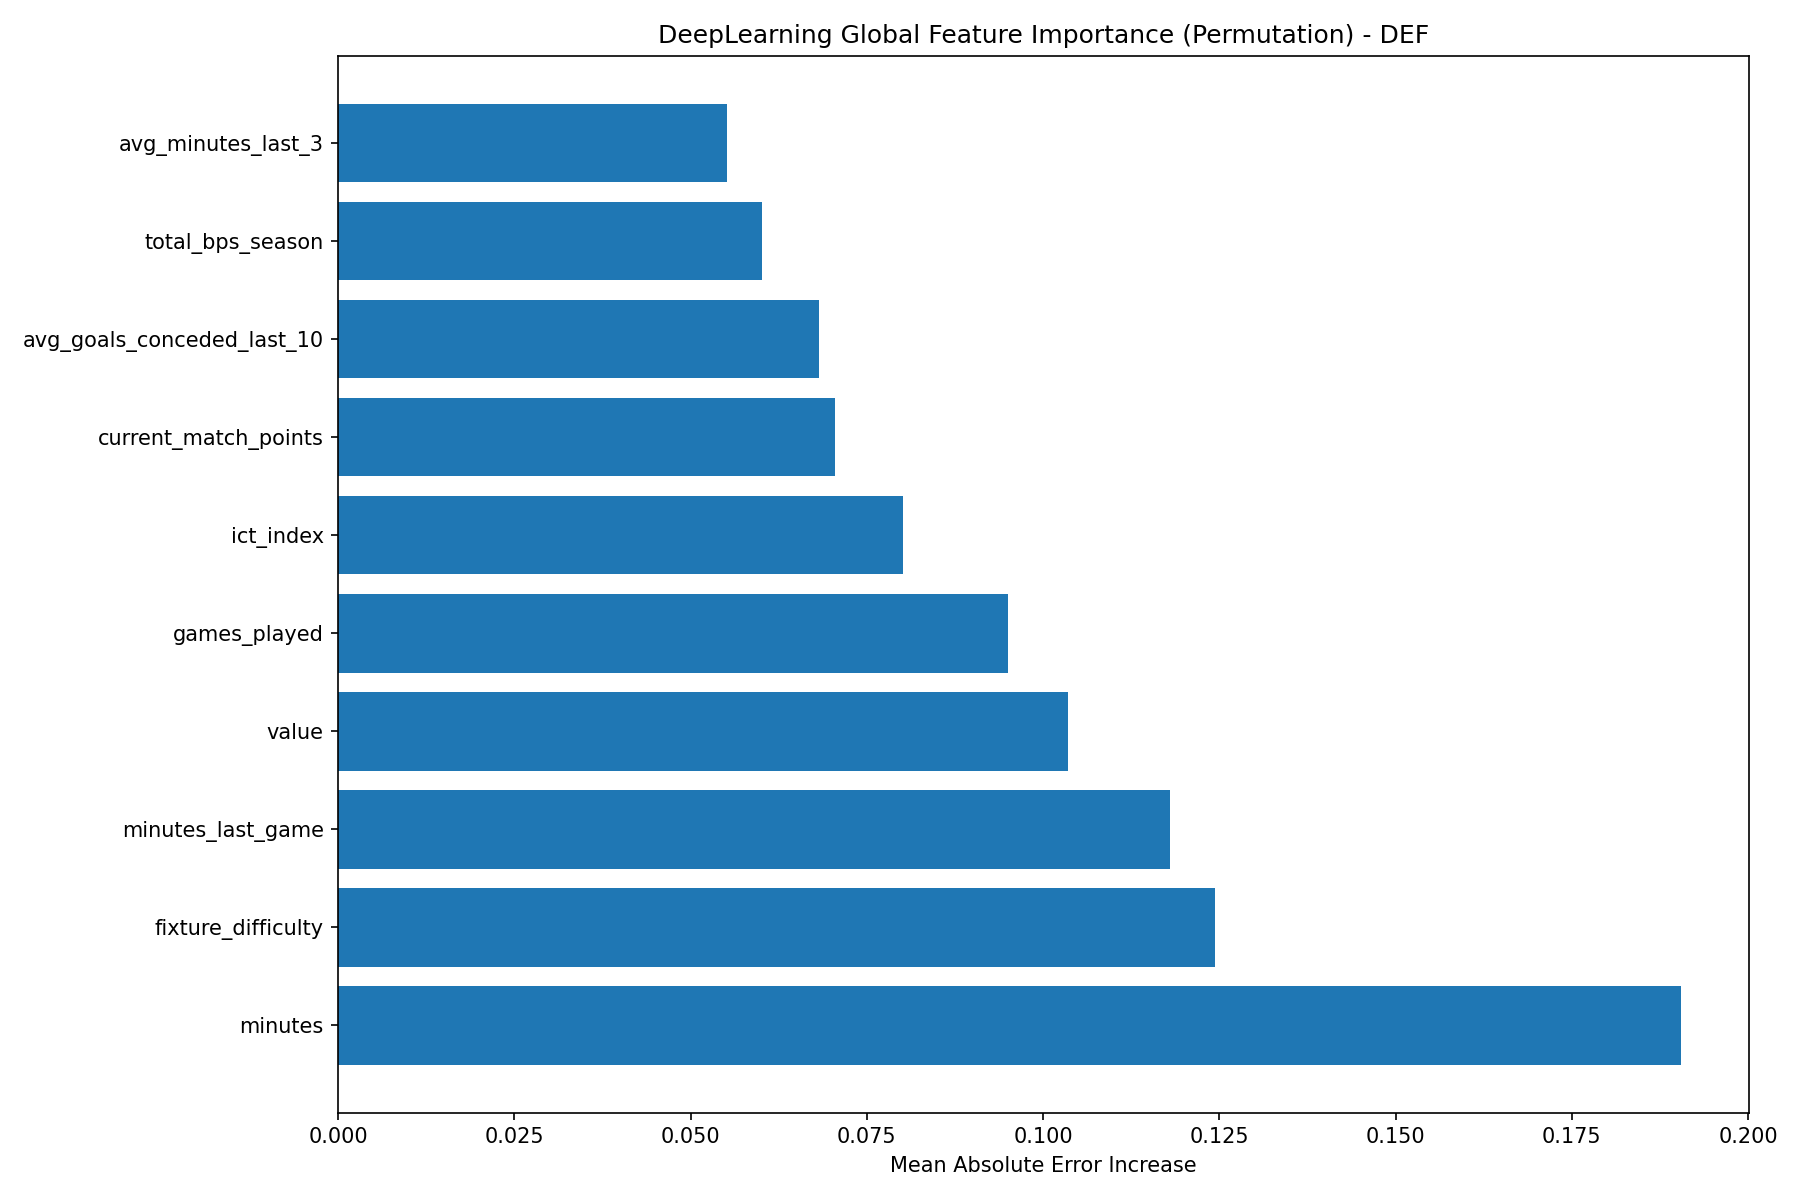 DeepLearning Global Feature Importance (Permutation) - DEF
avg_minutes_last_3
total_bps_season
avg_goals_conceded_last_10
current_match_points
ict_index
games_played
value
minutes_last_game
fixture_difficulty
minutes
0.000 0.025 0.050 0.075 0.100 0.125 0.150 0.175 0.200
Mean Absolute Error Increase